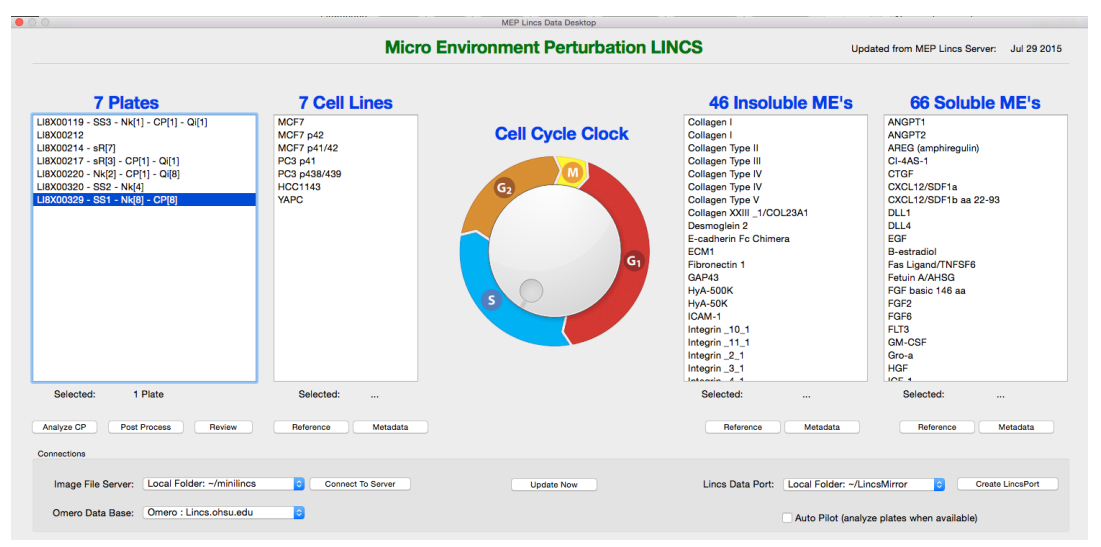 MEP Lincs Data Desktop
Micro Environment Perturbation LINCS
Updated from MEP Lincs Server: Jul 29 2015
7 Plates
LI8X00119 - SS3 - Nk[1] - CP[1] - Qi[1]
LI8X00212
LI8X00214 - sR[7]
LI8X00217 - sR[3] - CP[1] - Qi[1]
LI8X00220 - Nk[2] - CP[1] - Qi[8]
LI8X00320 - SS2 - Nk[4]
LI8X00329 - SS1 - Nk[8] - CP[8]
Selected: 1 Plate
Analyze CP Post Process Review
7 Cell Lines
MCF7
MCF7 p42
MCF7 p41/42
PC3 p41
PC3 p438/439
HCC1143
YAPC
Selected: ...
Reference Metadata
Cell Cycle Clock
M
G2
G1
S
46 Insoluble ME's
Collagen I
Collagen I
Collagen Type II
Collagen Type III
Collagen Type IV
Collagen Type IV
Collagen Type V
Collagen XXIII _1/COL23A1
Desmoglein 2
E-cadherin Fc Chimera
ECM1
Fibronectin 1
GAP43
HyA-500K
HyA-50K
ICAM-1
Integrin _10_1
Integrin _11_1
Integrin _2_1
Integrin _3_1
Integrin _4_1
Selected: ...
Reference Metadata
66 Soluble ME's
ANGPT1
ANGPT2
AREG (amphiregulin)
CI-4AS-1
CTGF
CXCL12/SDF1a
CXCL12/SDF1b aa 22-93
DLL1
DLL4
EGF
B-estradiol
Fas Ligand/TNFSF6
Fetuin A/AHSG
FGF basic 146 aa
FGF2
FGF6
FLT3
GM-CSF
Gro-a
HGF
IGF-1
Selected: ...
Reference Metadata
Connections
Image File Server: Local Folder: ~/minilincs Connect To Server
Update Now
Lincs Data Port: Local Folder: ~/LincsMirror Create LincsPort
Omero Data Base: Omero : Lincs.ohsu.edu
Auto Pilot (analyze plates when available)